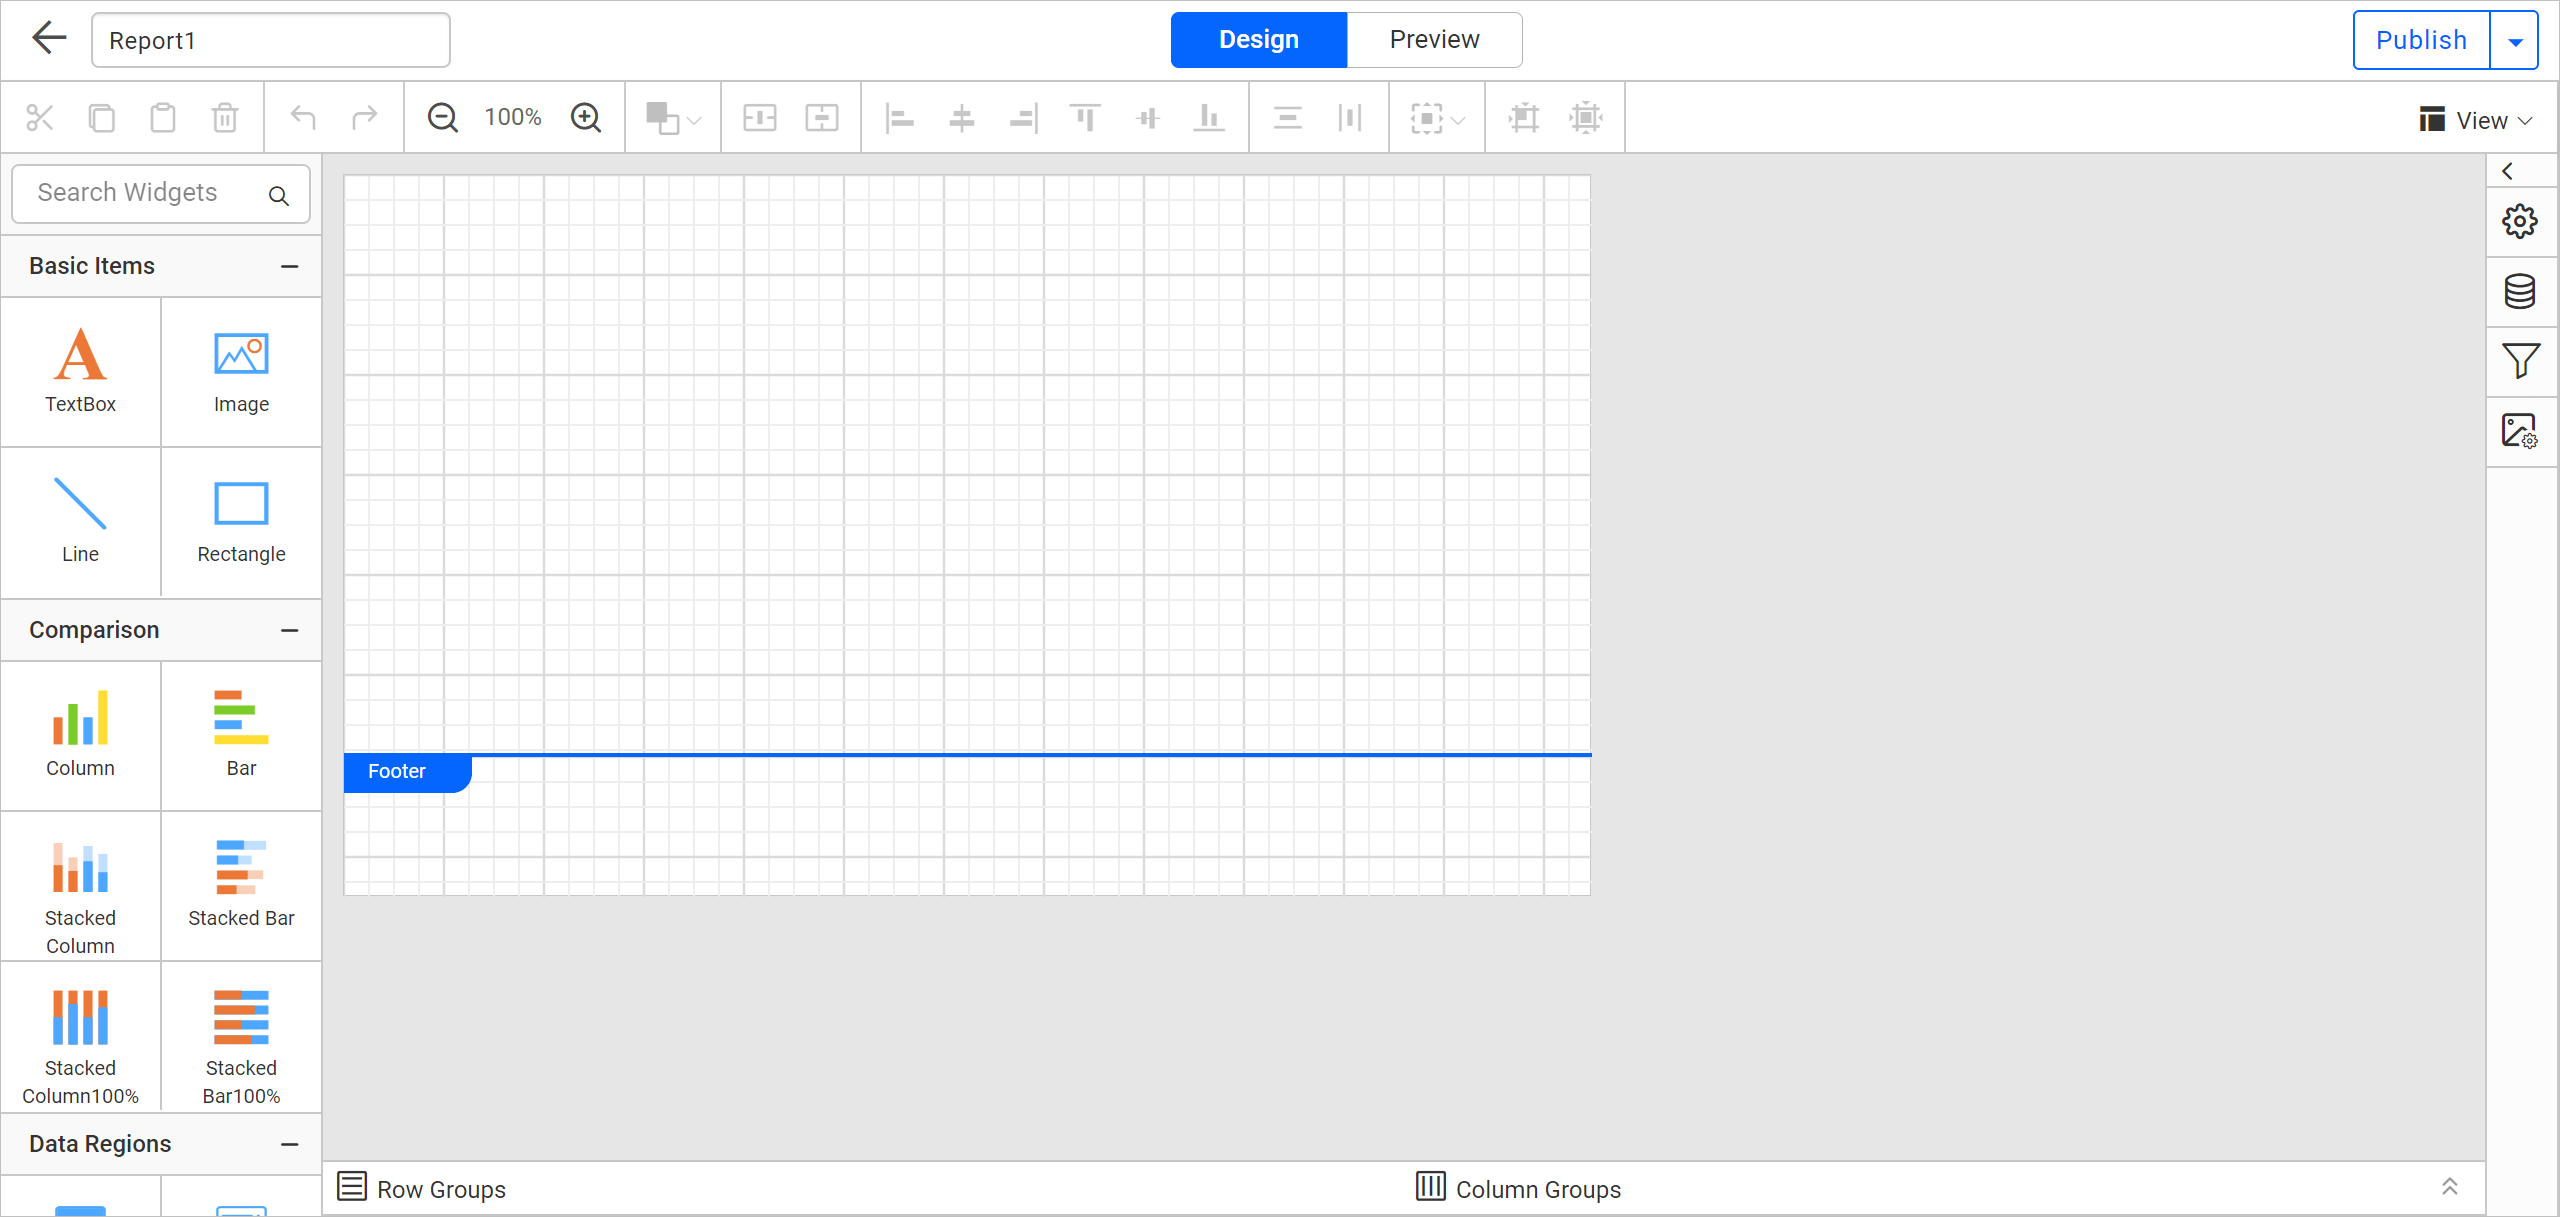 Report1
Design
Preview
Publish
100%
View
Search Widgets
Basic Items
TextBox
Image
Line
Rectangle
Comparison
Column
Bar
Stacked
Column
Stacked Bar
Stacked
Column100%
Stacked
Bar100%
Data Regions
Footer
Row Groups
Column Groups